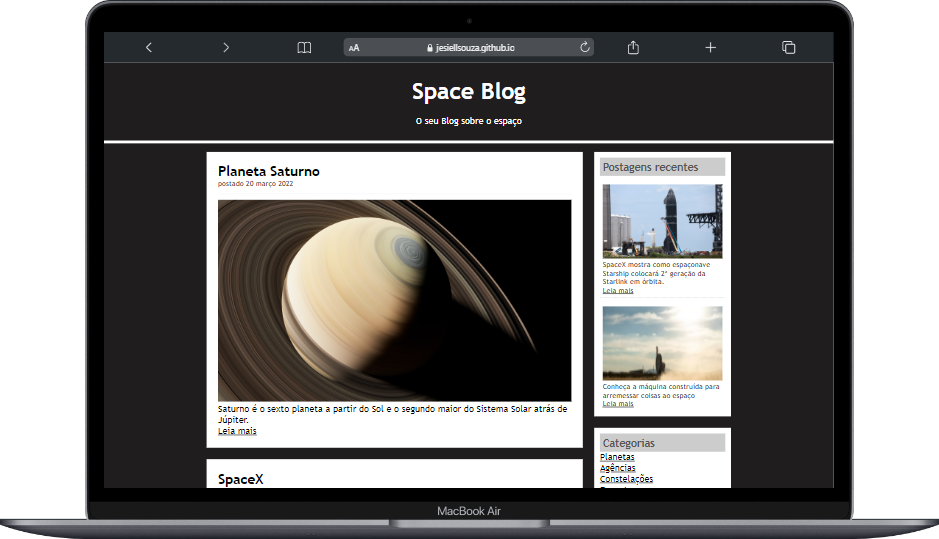 AA
jesiellsouza.github.io
Space Blog
O seu Blog sobre o espaço
Planeta Saturno
postado 20 março 2022
Saturno é o sexto planeta a partir do Sol e o segundo maior do Sistema Solar atrás de
Júpiter.
Leia mais
SpaceX
Postagens recentes
SpaceX mostra como espaçonave
Starship colocará 2ª geração da
Starlink em órbita.
Leia mais
Conheça a máquina construída para
arremessar coisas ao espaço
Leia mais
Categorias
Planetas
Agências
Constelações
MacBook Air